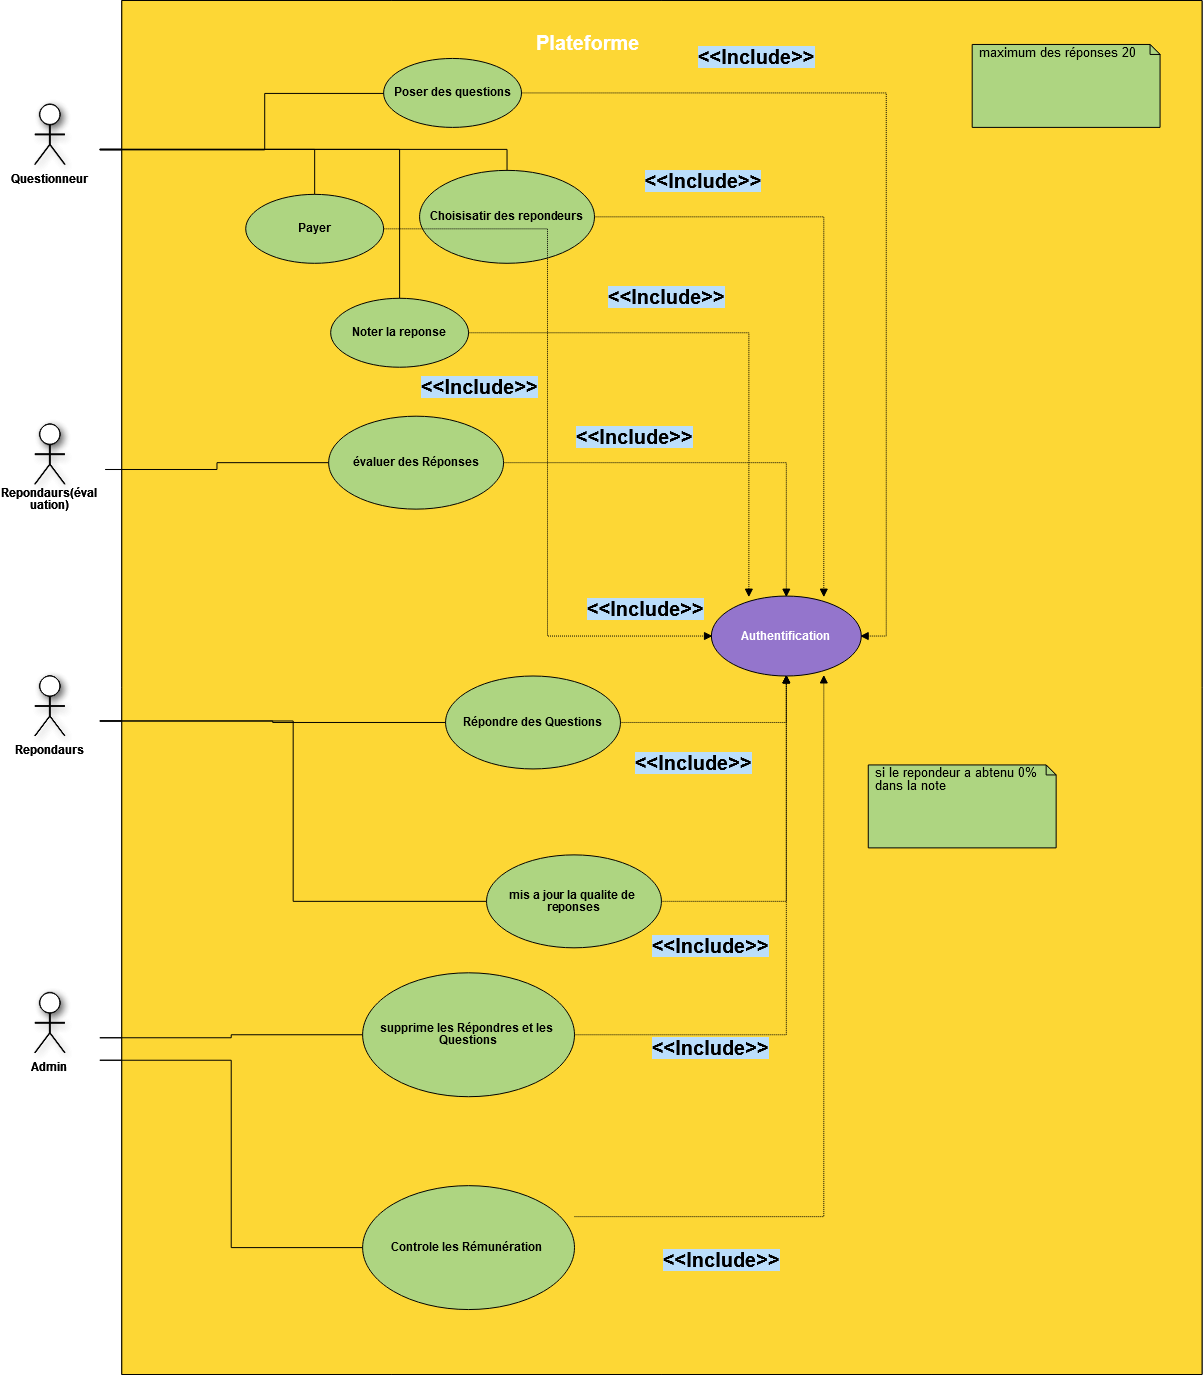 Plateforme
<<Include>>
maximum des réponses 20
Poser des questions
Questionneur
<<Include>>
Choisisatir des repondeurs
Payer
<<Include>>
Noter la reponse
<<Include>>
<<Include>>
évaluer des Réponses
Repondaurs(éval
uation)
<<Include>>
Authentification
Répondre des Questions
Repondaurs
<<Include>>
si le repondeur a abtenu 0%
dans la note
mis a jour la qualite de
reponses
<<Include>>
supprime les Répondres et les
Questions
<<Include>>
Admin
Controle les Rémunération
<<Include>>